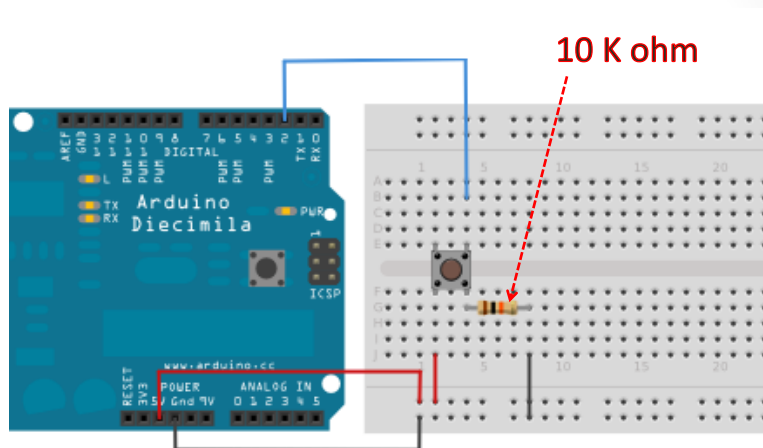 10 K ohm
AREF
GND
13
12
11
10
9
8
7
6
5
4
3
2
1
0
PWM
PWM
PWM
PWM
PWM
PWM
TX
RX
DIGITAL
L
TX
RX
Arduino
Diecimila
PWR
1
ICSP
www.arduino.cc
RESET
3V3
5V
Gnd
9V
POWER
ANALOG IN
0 1 2 3 4 5
1 5 10 15 20
A
B
C
D
E
F
G
H
I
J
1 5 10 15 20